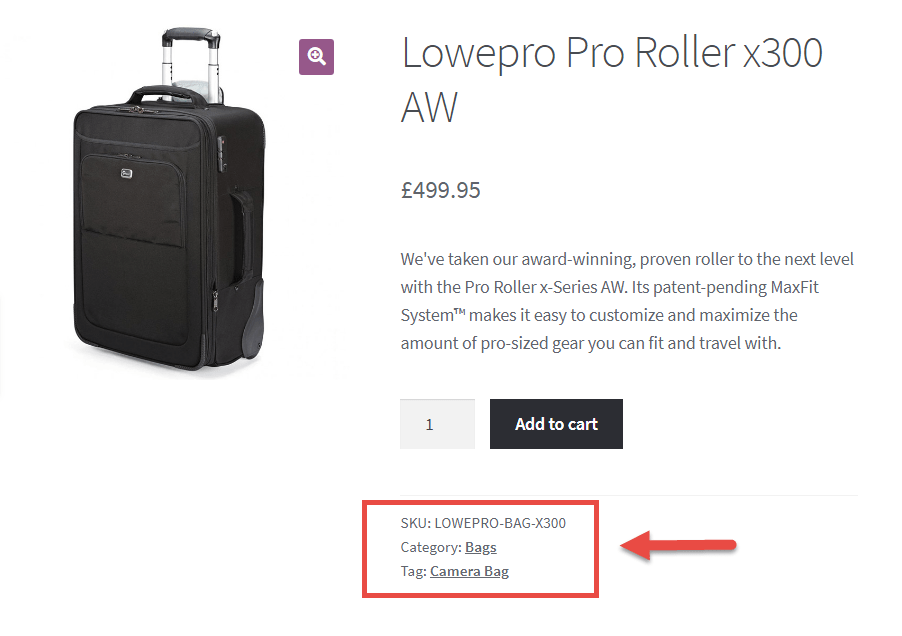 Lowepro Pro Roller x300
AW
£499.95
We've taken our award-winning, proven roller to the next level
with the Pro Roller x-Series AW. Its patent-pending MaxFit
System™ makes it easy to customize and maximize the
amount of pro-sized gear you can fit and travel with.
1
Add to cart
SKU: LOWEPRO-BAG-X300
Category: Bags
Tag: Camera Bag